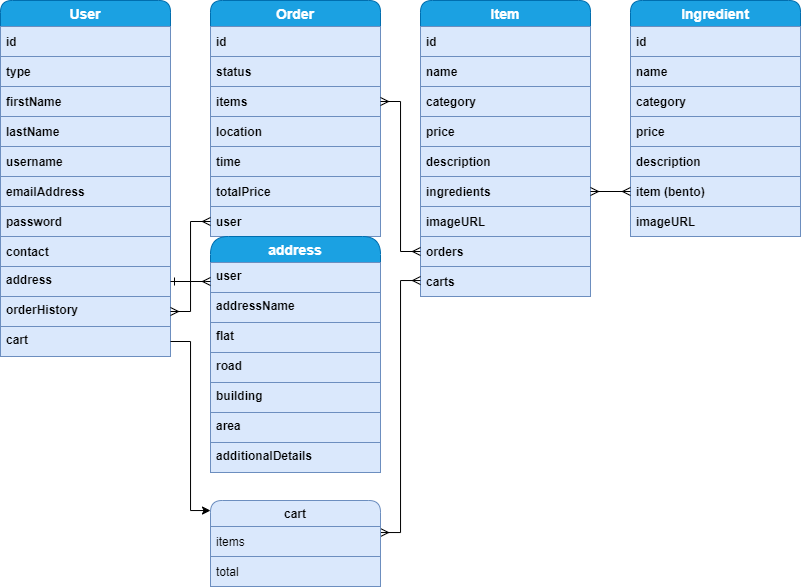 User
id
type
firstName
lastName
username
emailAddress
password
contact
address
orderHistory
cart
Order
id
status
items
location
time
totalPrice
user
address
user
addressName
flat
road
building
area
additionalDetails
cart
items
total
Item
id
name
category
price
description
ingredients
imageURL
orders
carts
Ingredient
id
name
category
price
description
item (bento)
imageURL